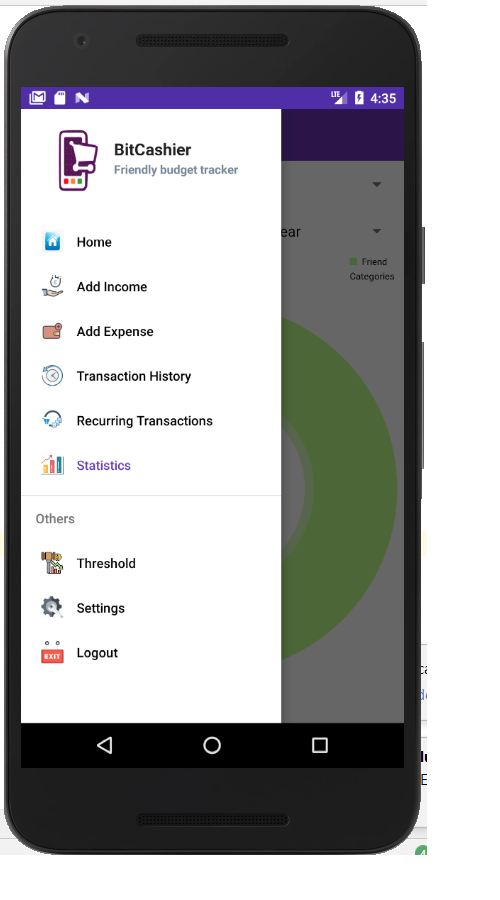 LTE 4:35
BitCashier
Friendly budget tracker
Home
ear
Add Income
Friend
Categories
Add Expense
Transaction History
Recurring Transactions
Statistics
Others
Threshold
Settings
EXIT Logout